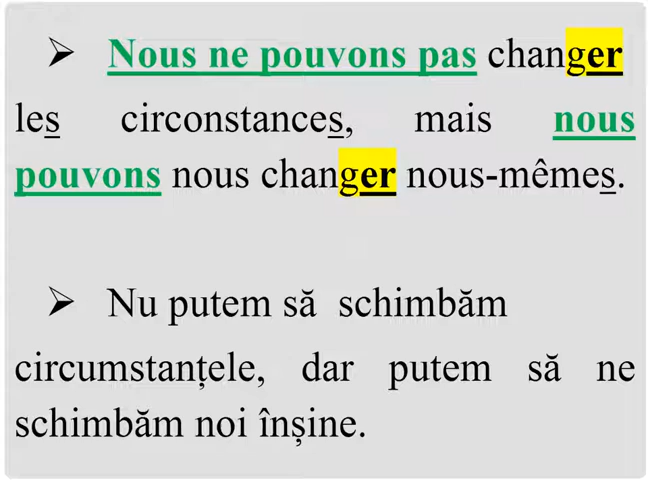 ➢ Nous ne pouvons pas changer
les circonstances, mais nous
pouvons nous changer nous-mêmes.
➢ Nu putem să schimbăm
circumstanțele, dar putem să ne
schimbăm noi înșine.